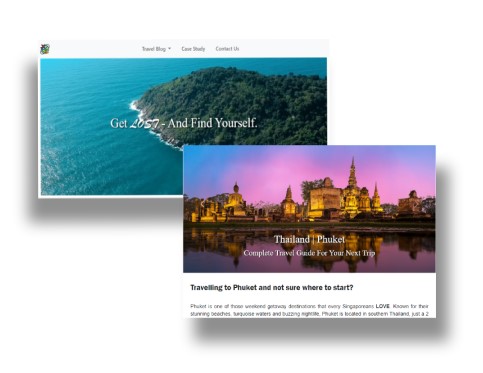 Travel Blog Case Study Contact Us
Get LOST - And Find Yourself.
Thailand | Phuket
Complete Travel Guide For Your Next Trip
Travelling to Phuket and not sure where to start?
Phuket is one of those weekend getaway destinations that every Singaporeans LOVE. Known for their
stunning beaches, turquoise waters and buzzing nightlife, Phuket is located in southern Thailand, just a 2